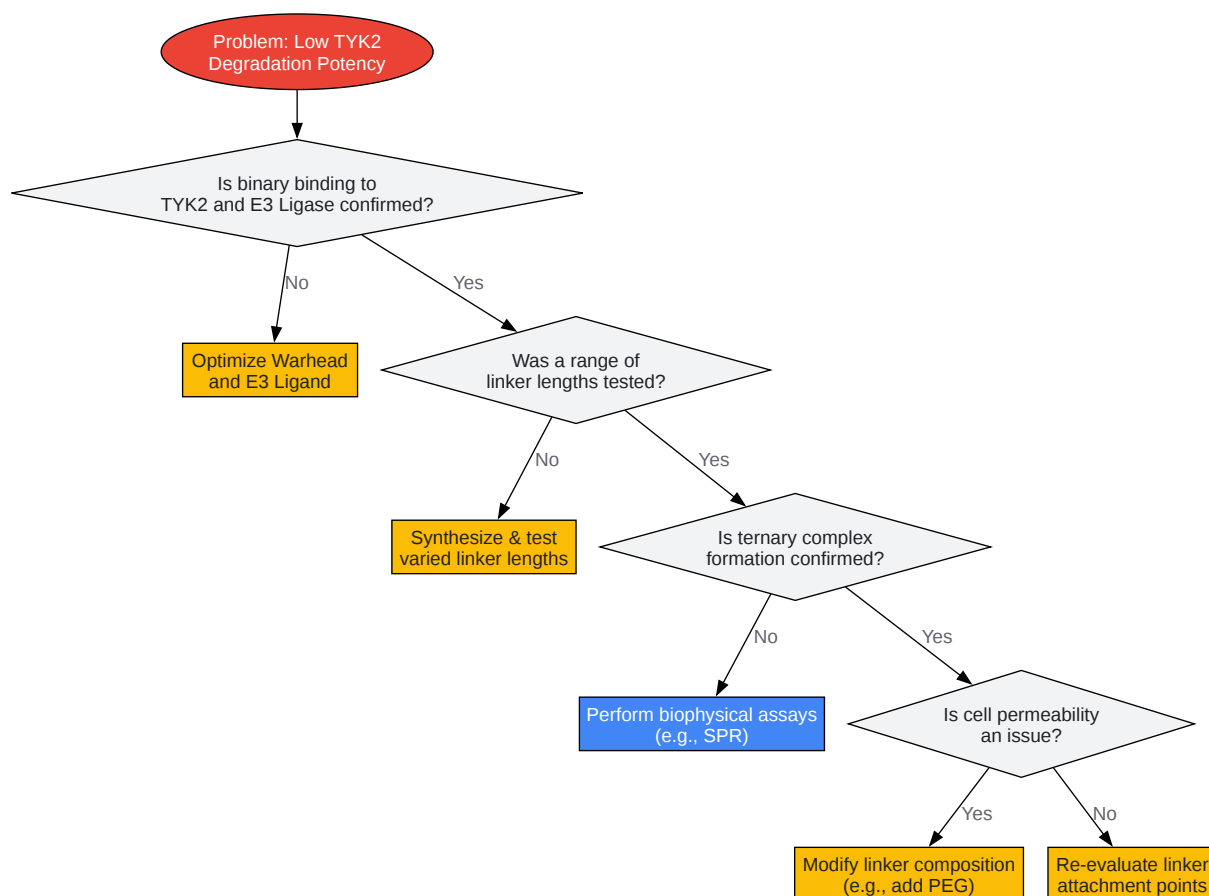 Problem: Low TYK2
Degradation Potency
Is binary binding to
TYK2 and E3 Ligase confirmed?
No
Yes
Optimize Warhead
and E3 Ligand
Was a range of
linker lengths tested?
No
Yes
Synthesize & test
varied linker lengths
Is ternary complex
formation confirmed?
No
Yes
Perform biophysical assays
(e.g., SPR)
Is cell permeability
an issue?
Yes
No
Modify linker composition
(e.g., add PEG)
Re-evaluate linker
attachment points